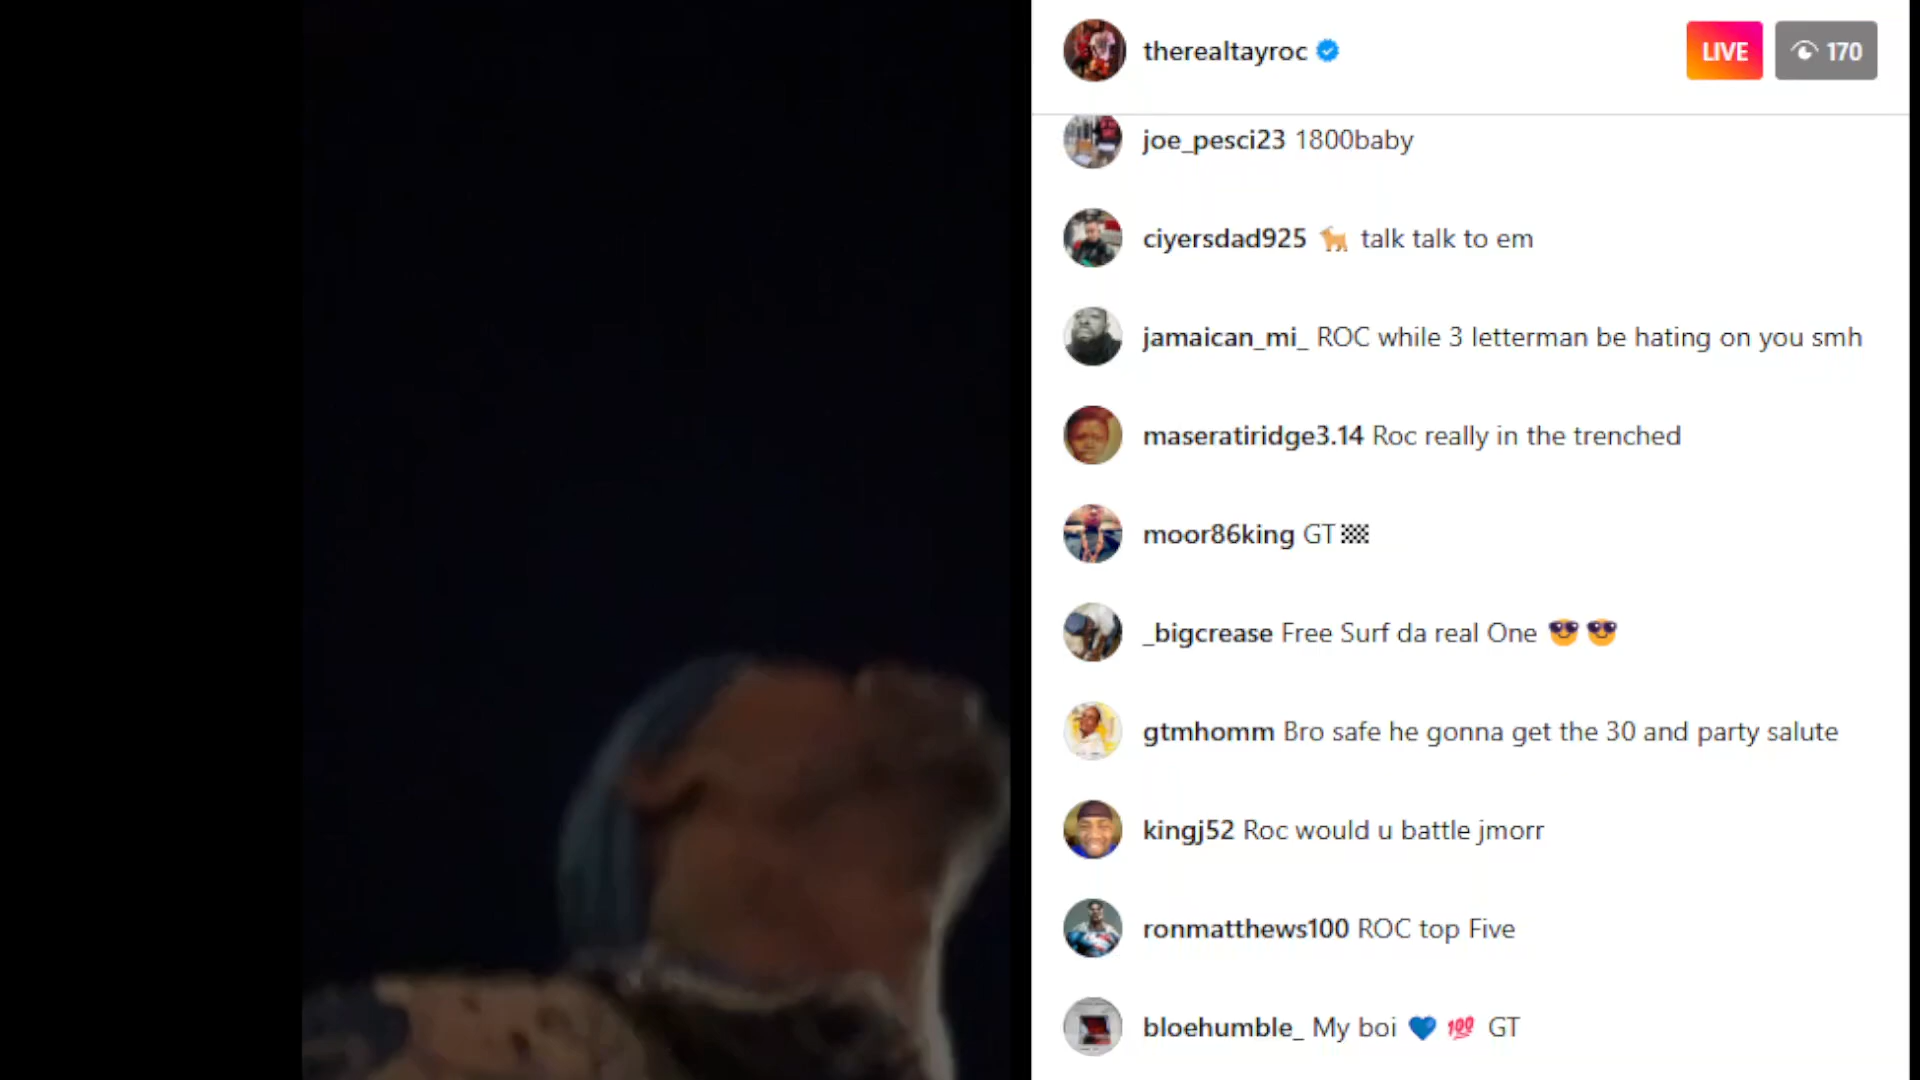 therealtayroc
LIVE
170
joe_pesci23 1800baby
ciyersdad925 🐕 talk talk to em
jamaican_mi_ ROC while 3 letterman be hating on you smh
maseratiridge3.14 Roc really in the trenched
moor86king GT🏁
_bigcrease Free Surf da real One 😎 😎
gtmhomm Bro safe he gonna get the 30 and party salute
kingj52 Roc would u battle jmorr
ronmatthews100 ROC top Five
bloehumble_ My boi 💙 💯 GT